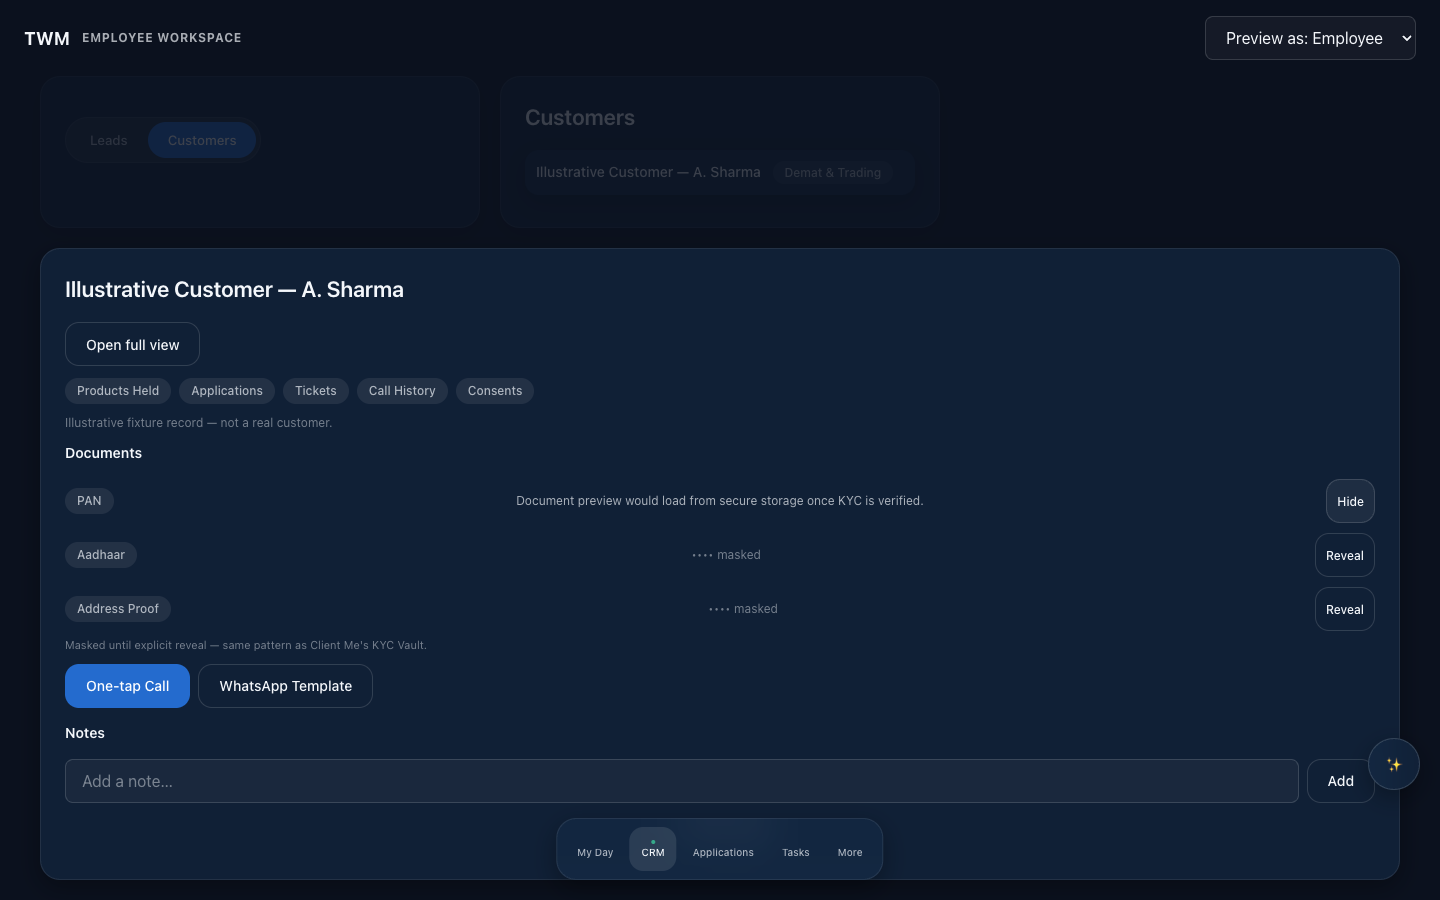 TWM EMPLOYEE WORKSPACE
Preview as: Employee
Leads Customers
Customers
Illustrative Customer — A. Sharma Demat & Trading
Illustrative Customer — A. Sharma
Open full view
Products Held Applications Tickets Call History Consents
Illustrative fixture record — not a real customer.
Documents
PAN Document preview would load from secure storage once KYC is verified. Hide
Aadhaar •••• masked Reveal
Address Proof •••• masked Reveal
Masked until explicit reveal — same pattern as Client Me's KYC Vault.
One-tap Call WhatsApp Template
Notes
Add a note... Add
My Day CRM Applications Tasks More